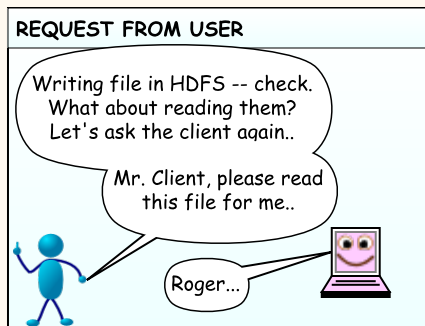 REQUEST FROM USER
Writing file in HDFS -- check.
What about reading them?
Let's ask the client again..
Mr. Client, please read
this file for me..
Roger...